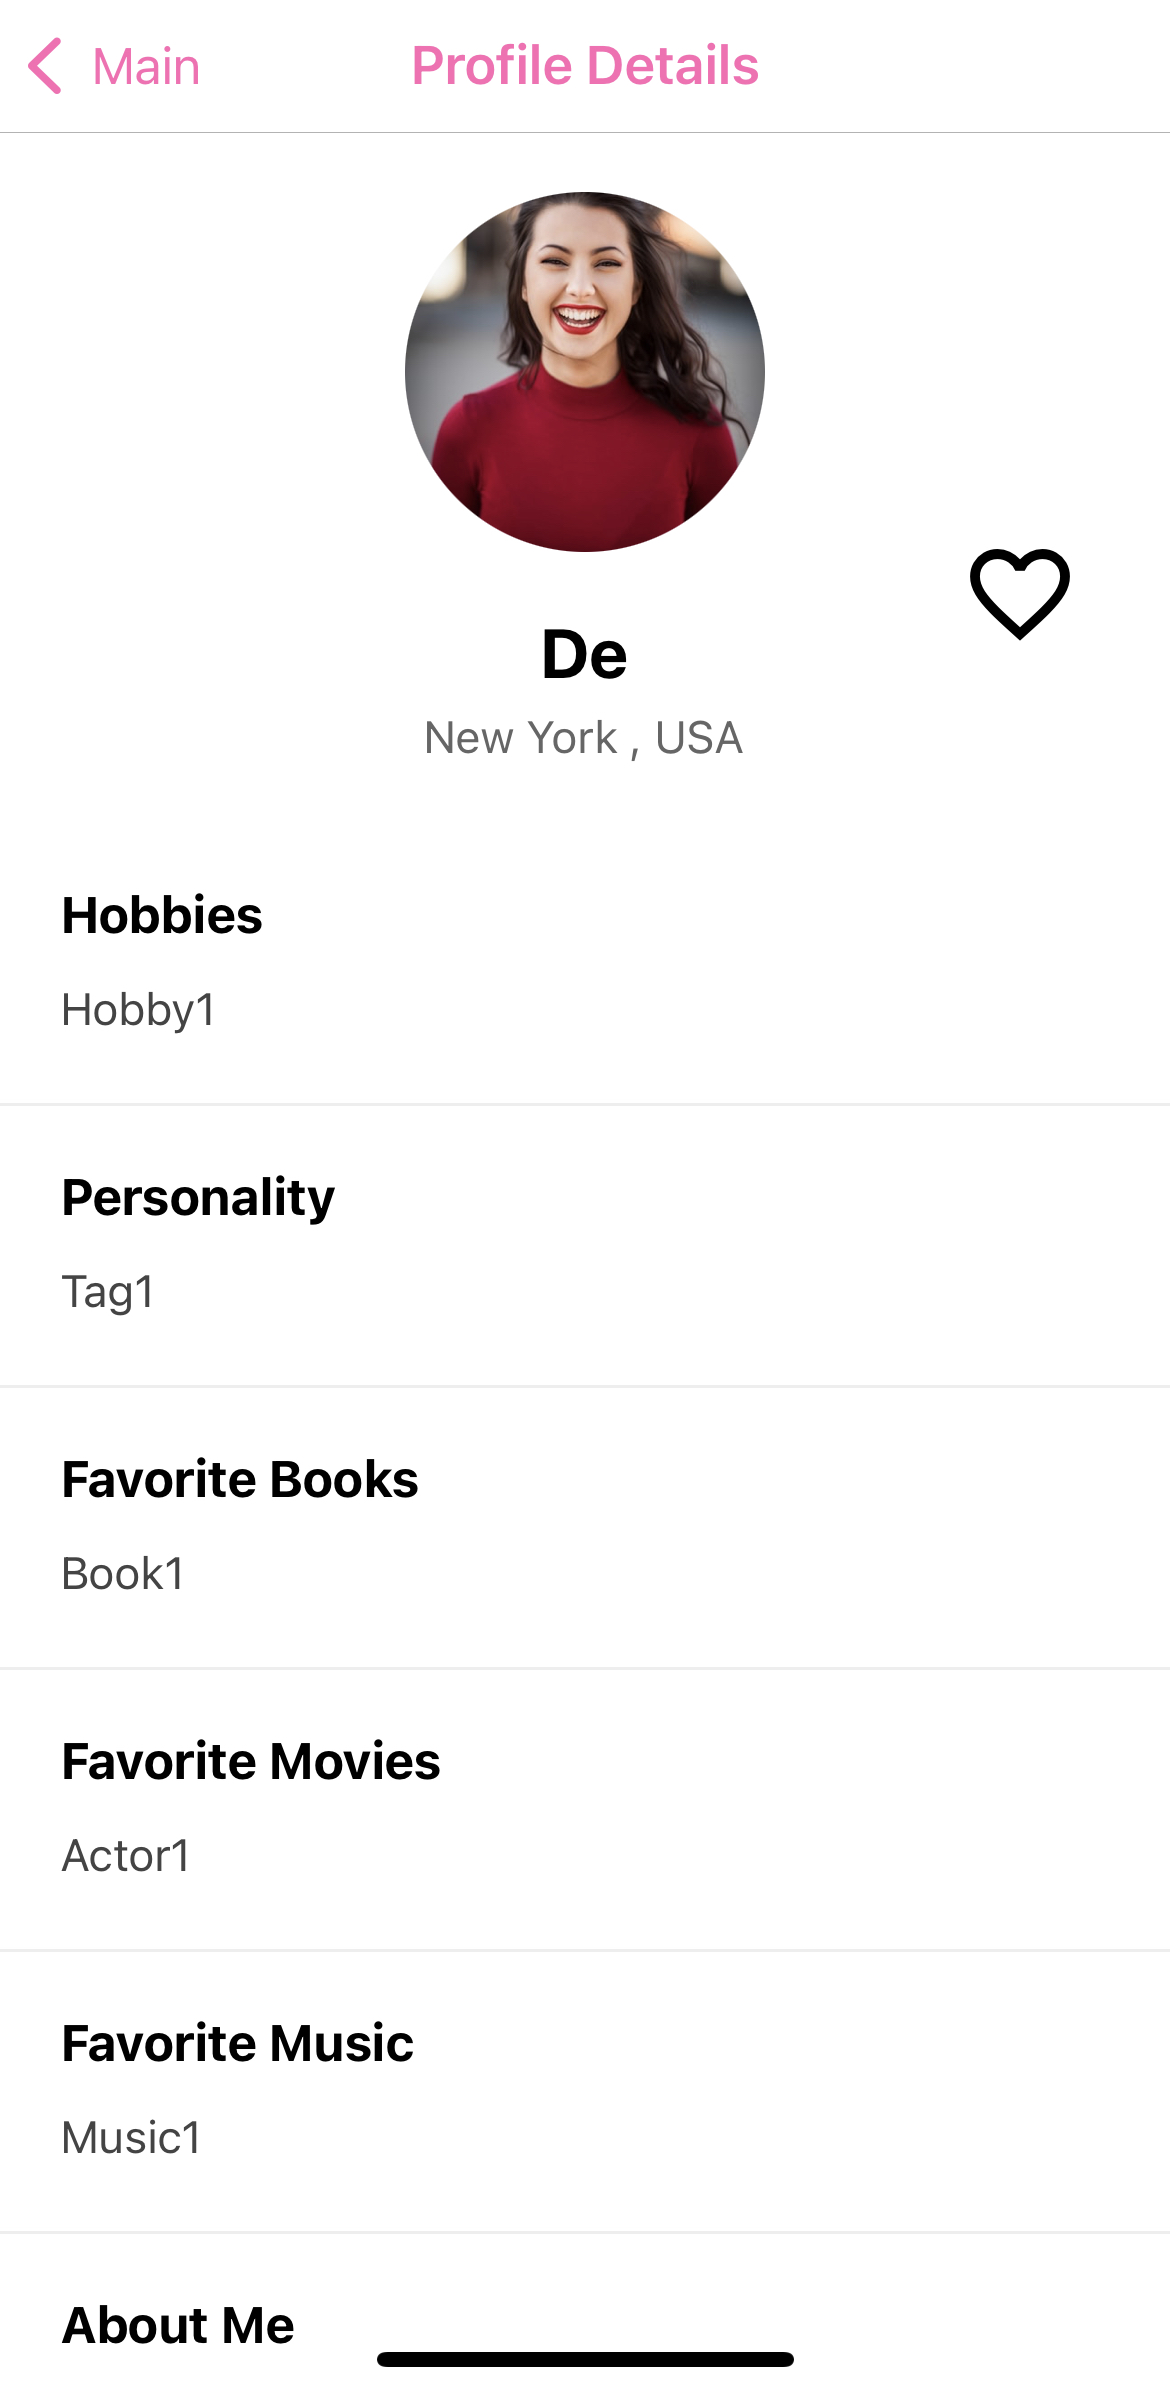 Main
Profile Details
De
New York , USA
Hobbies
Hobby1
Personality
Tag1
Favorite Books
Book1
Favorite Movies
Actor1
Favorite Music
Music1
About Me